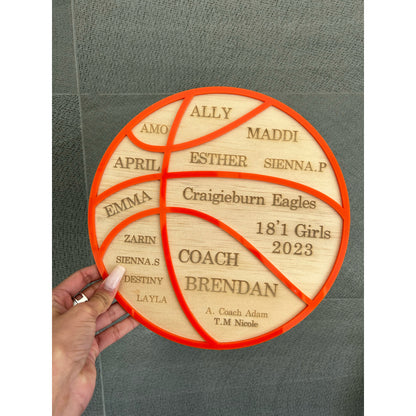 ALLY
AMO
MADDI
APRIL
ESTHER
SIENNA.P
EMMA
Craigieburn Eagles
18'1 Girls
2023
ZARIN
SIENNA.S
DESTINY
LAYLA
COACH
BRENDAN
A. Coach Adam
T.M Nicole